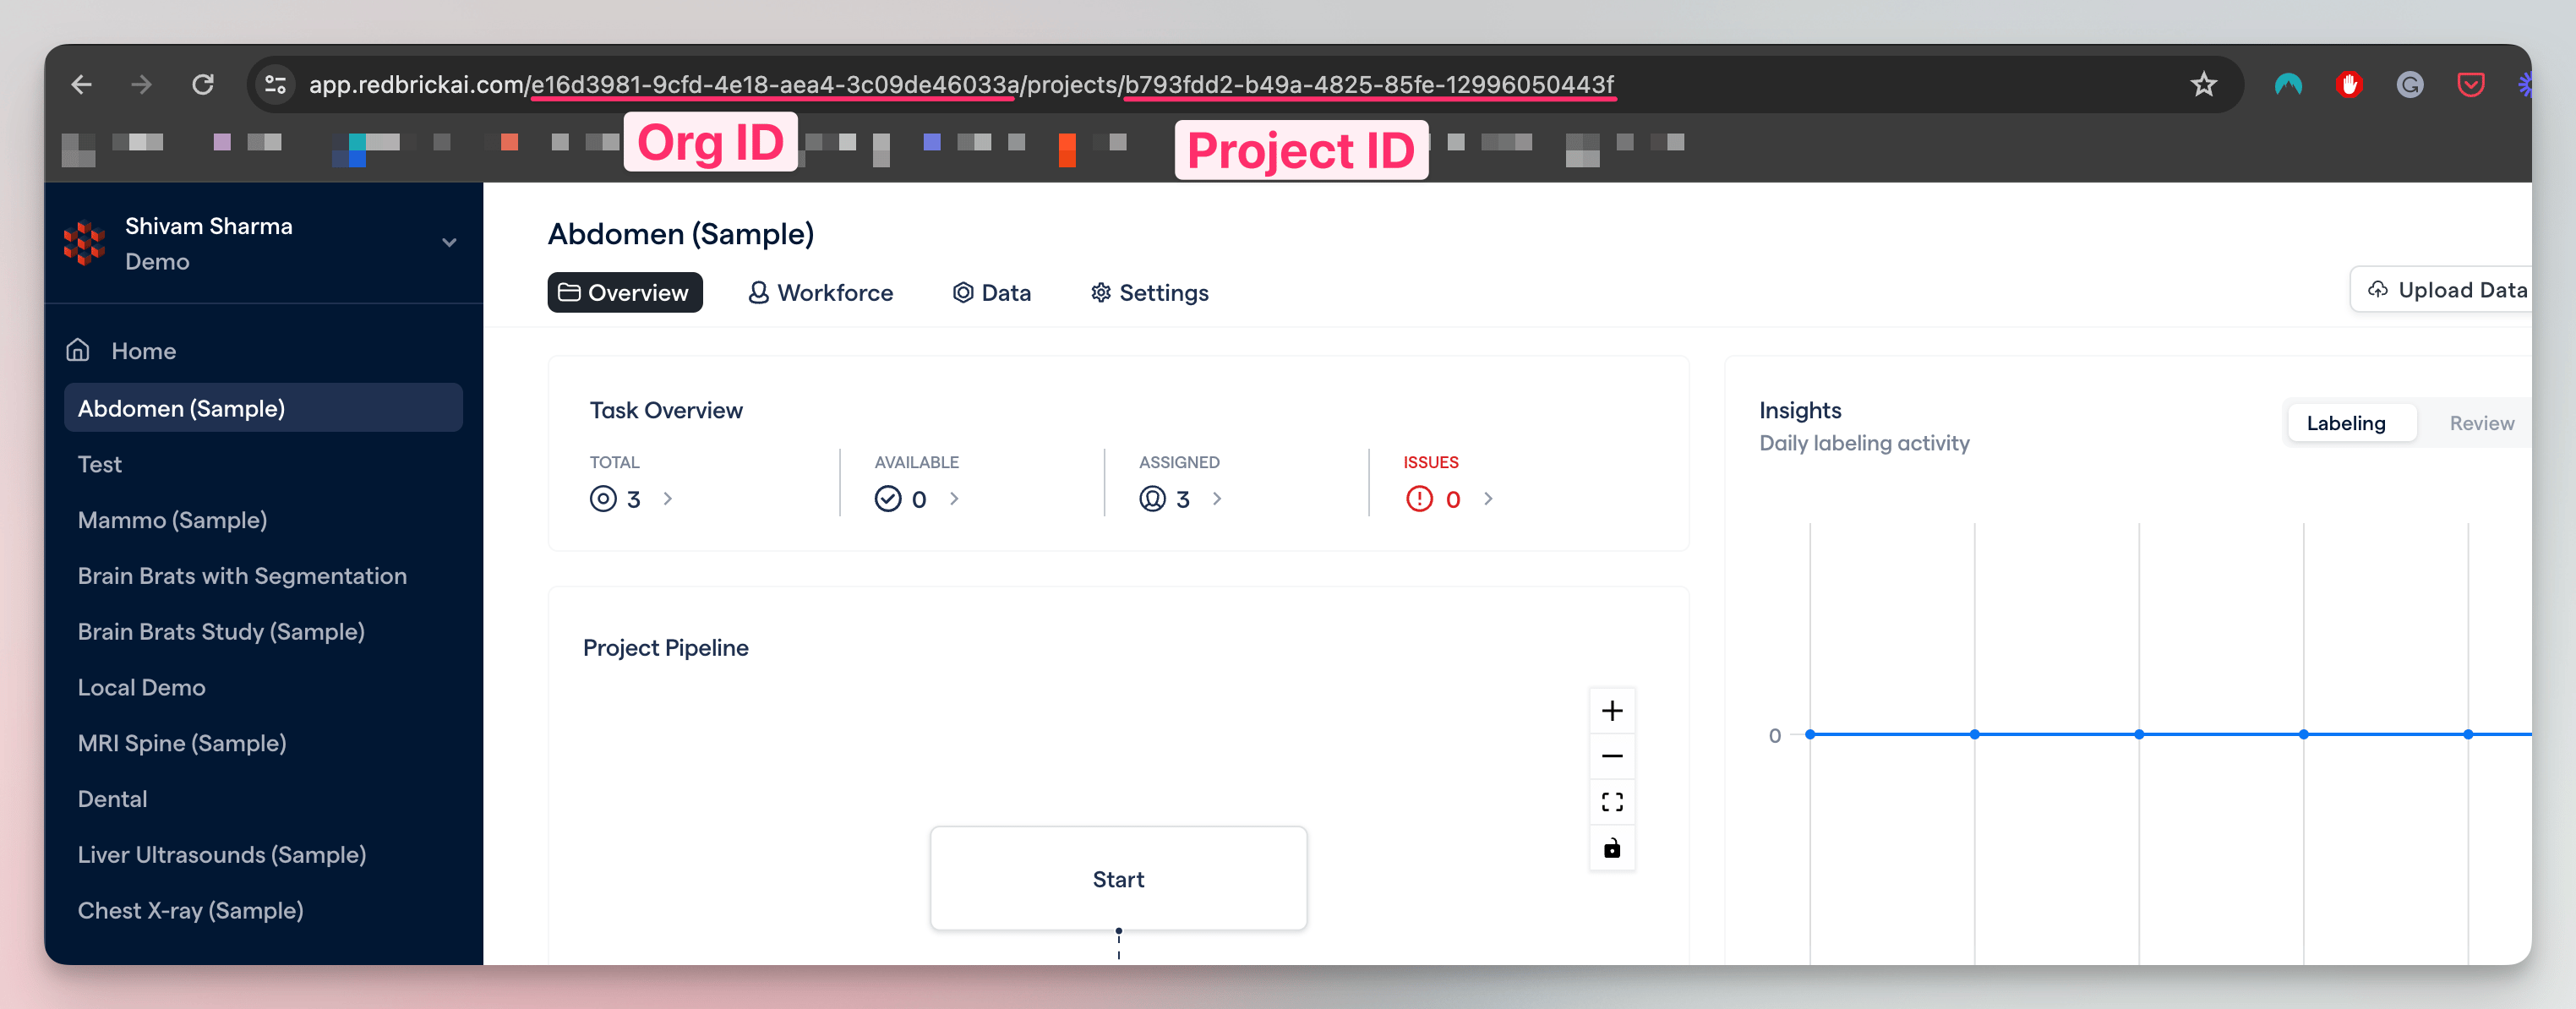 app.redbrickai.com/e16d3981-9cfd-4e18-aea4-3c09de46033a/projects/b793fdd2-b49a-4825-85fe-12996050443f
Org ID
Project ID
Shivam Sharma
Demo
Home
Abdomen (Sample)
Test
Mammo (Sample)
Brain Brats with Segmentation
Brain Brats Study (Sample)
Local Demo
MRI Spine (Sample)
Dental
Liver Ultrasounds (Sample)
Chest X-ray (Sample)
Abdomen (Sample)
Overview Workforce Data Settings
Upload Data
Task Overview
TOTAL AVAILABLE ASSIGNED ISSUES
3 0 3 0
Project Pipeline
Start
Insights
Daily labeling activity
Labeling Review
0